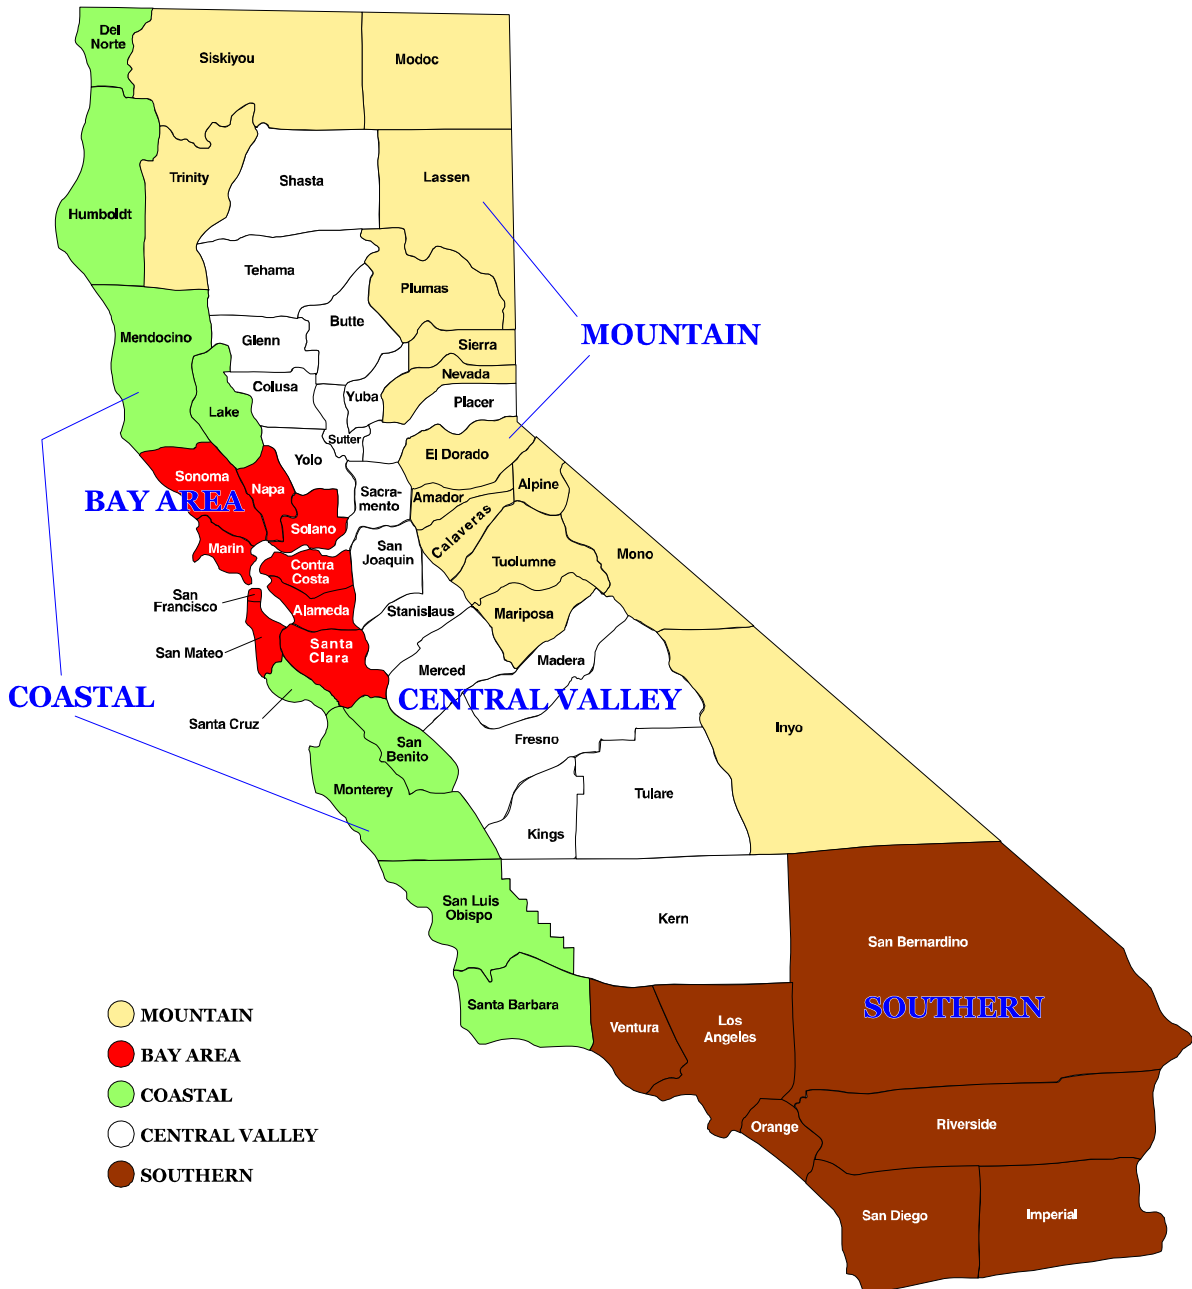 Del
Norte
Siskiyou
Modoc
Trinity
Shasta
Lassen
Humboldt
Tehama
Plumas
Mendocino
Glenn
Butte
Sierra
MOUNTAIN
Nevada
Colusa
Yuba
Placer
Lake
Sutter
Yolo
El Dorado
Sonoma
Napa
Sacra-
mento
Amador
Alpine
BAY AREA
Solano
Calaveras
Marin
San
Joaquin
Mono
Contra
Costa
Tuolumne
San
Francisco
Alameda
Stanislaus
Mariposa
San Mateo
Santa
Clara
Merced
Madera
COASTAL
CENTRAL VALLEY
Santa Cruz
San
Benito
Fresno
Inyo
Monterey
Tulare
Kings
San Luis
Obispo
Kern
San Bernardino
Santa Barbara
SOUTHERN
Ventura
Los
Angeles
Orange
Riverside
San Diego
Imperial
MOUNTAIN
BAY AREA
COASTAL
CENTRAL VALLEY
SOUTHERN